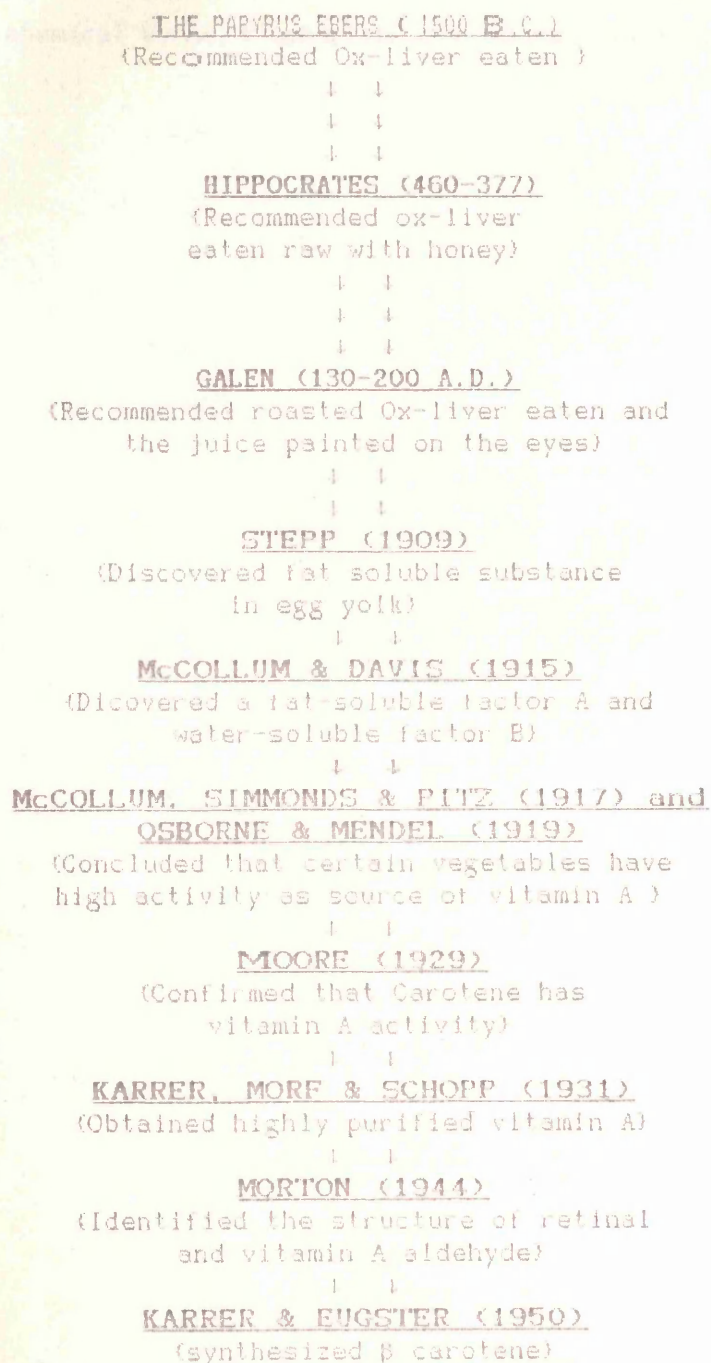 THE PAPYRUS EBERS (1500 B.C.)
(Recommended Ox-liver eaten )
↓ ↓
↓ ↓
↓ ↓
HIPPOCRATES (460-377)
(Recommended ox-liver
eaten raw with honey)
↓ ↓
↓ ↓
↓ ↓
GALEN (130-200 A.D.)
(Recommended roasted Ox-liver eaten and
the juice painted on the eyes)
↓ ↓
↓ ↓
STEPP (1909)
(Discovered fat soluble substance
in egg yolk)
↓ ↓
McCOLLUM & DAVIS (1915)
(Dicovered a fat-soluble factor A and
water-soluble factor B)
↓ ↓
McCOLLUM, SIMMONDS & PITZ (1917) and
OSBORNE & MENDEL (1919)
(Concluded that certain vegetables have
high activity as source of vitamin A )
↓ ↓
MOORE (1929)
(Confirmed that Carotene has
vitamin A activity)
↓ ↓
KARRER, MORF & SCHOPP (1931)
(Obtained highly purified vitamin A)
↓ ↓
MORTON (1944)
(Identified the structure of retinal
and vitamin A aldehyde)
↓ ↓
KARRER & EUGSTER (1950)
(synthesized β carotene)